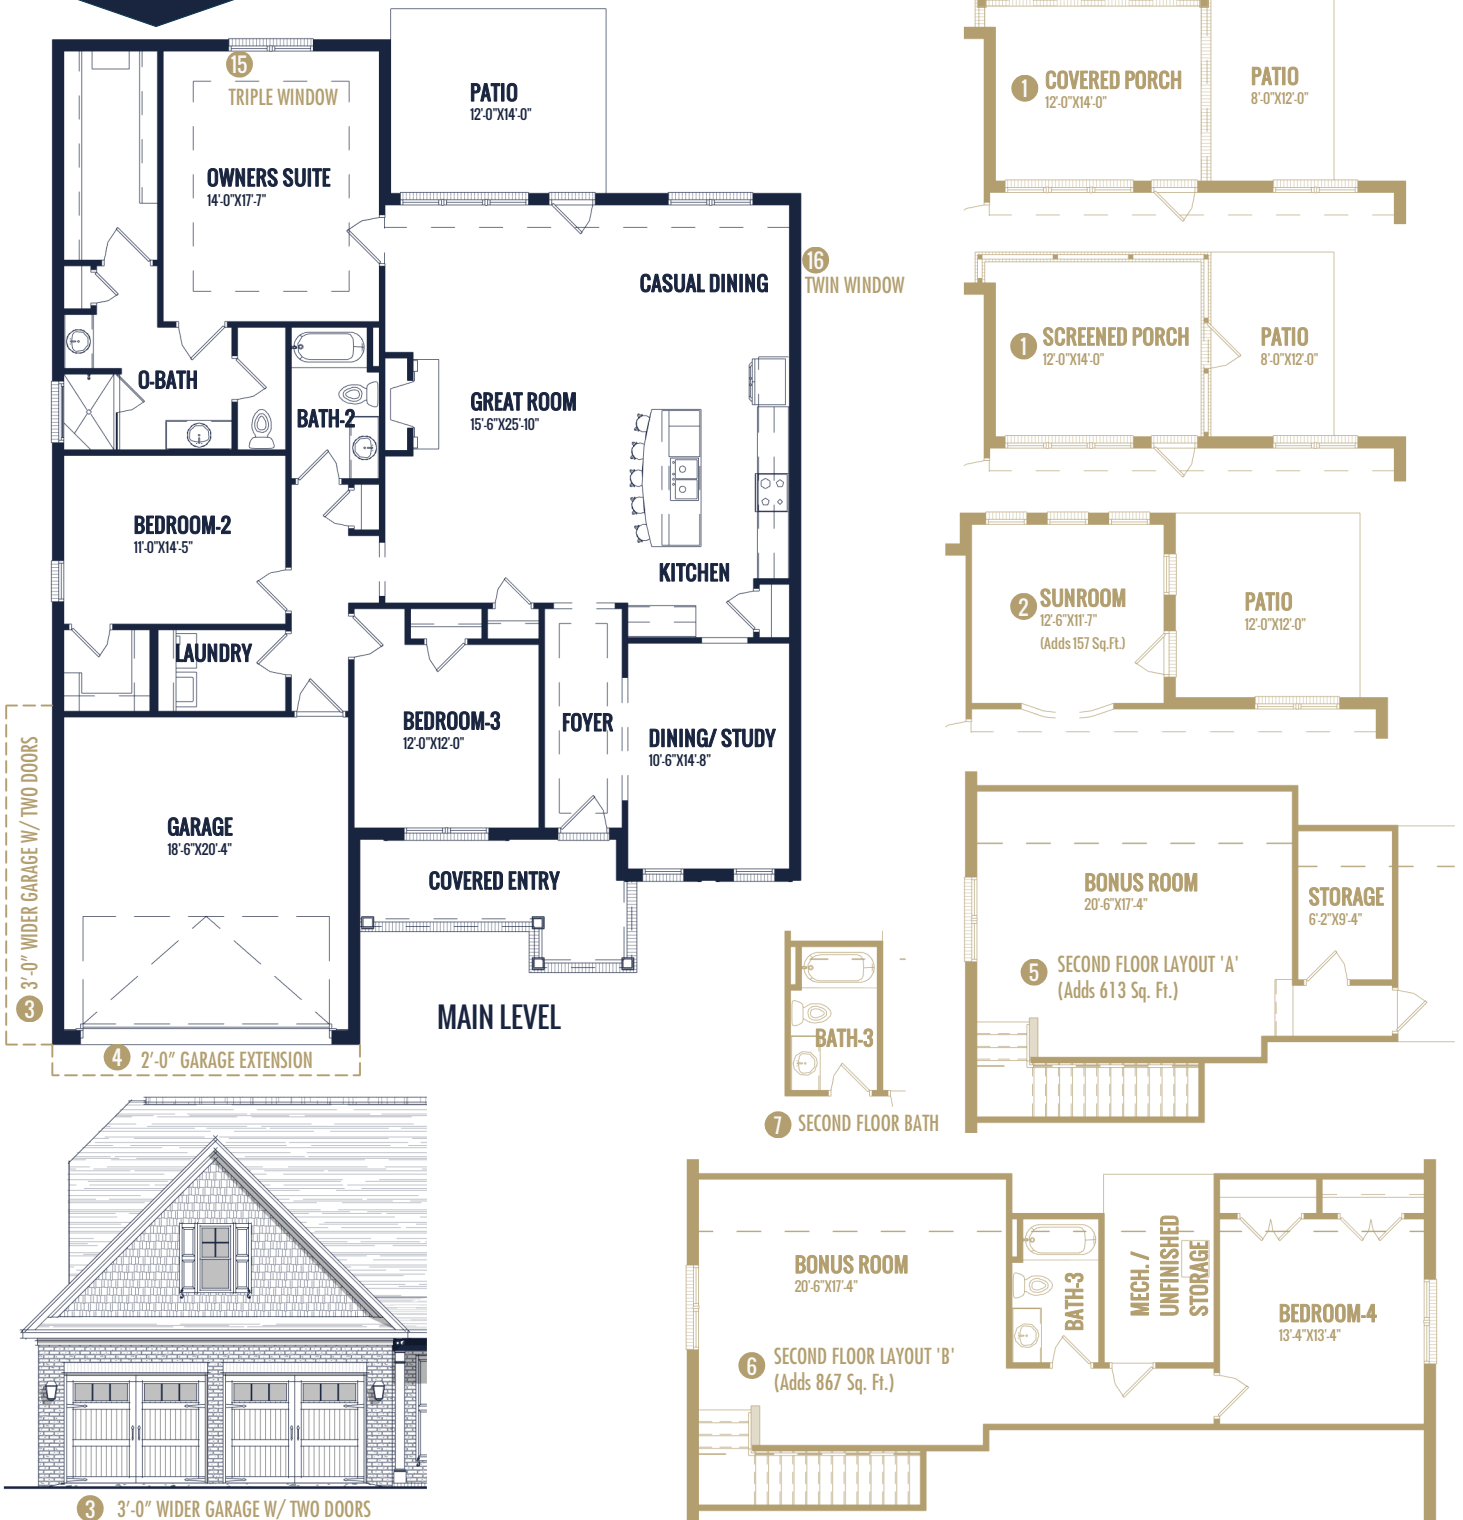 15
TRIPLE WINDOW
PATIO
12'-0"X14'-0"
OWNERS SUITE
14'-0"X17'-7"
CASUAL DINING
16
TWIN WINDOW
O-BATH
BATH-2
GREAT ROOM
15'-6"X25'-10"
BEDROOM-2
11'-0"X14'-5"
KITCHEN
LAUNDRY
BEDROOM-3
12'-0"X12'-0"
FOYER
DINING/ STUDY
10'-6"X14'-8"
GARAGE
18'-6"X20'-4"
COVERED ENTRY
3 3'-0" WIDER GARAGE W/ TWO DOORS
MAIN LEVEL
4 2'-0" GARAGE EXTENSION
3 3'-0" WIDER GARAGE W/ TWO DOORS
1 COVERED PORCH
12'-0"X14'-0"
PATIO
8'-0"X12'-0"
1 SCREENED PORCH
12'-0"X14'-0"
PATIO
8'-0"X12'-0"
2 SUNROOM
12'-6"X11'-7"
(Adds 157 Sq.Ft.)
PATIO
12'-0"X12'-0"
BONUS ROOM
20'-6"X17'-4"
STORAGE
6'-2"X9'-4"
5 SECOND FLOOR LAYOUT 'A'
(Adds 613 Sq. Ft.)
BATH-3
7 SECOND FLOOR BATH
BONUS ROOM
20'-6"X17'-4"
BATH-3
MECH. /
UNFINISHED
STORAGE
BEDROOM-4
13'-4"X13'-4"
6 SECOND FLOOR LAYOUT 'B'
(Adds 867 Sq. Ft.)